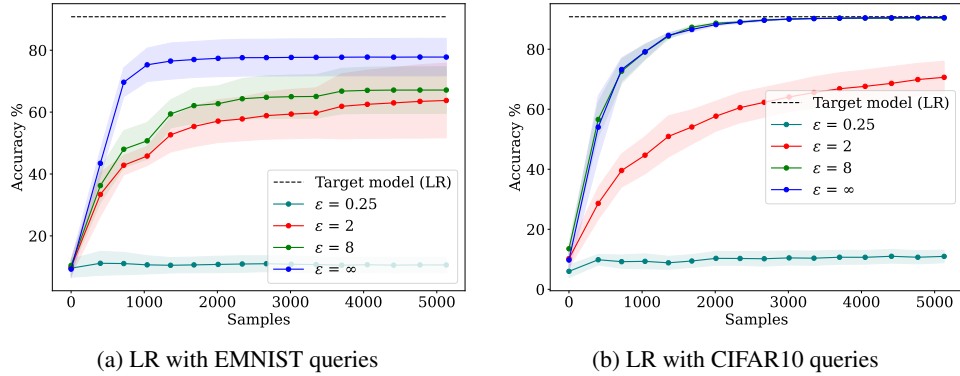 80
60
40
20
Accuracy %
0
1000
2000
3000
4000
5000
Samples
Target model (LR)
ε = 0.25
ε = 2
ε = 8
ε = ∞
(a) LR with EMNIST queries
80
60
40
20
0
Accuracy %
0
1000
2000
3000
4000
5000
Samples
Target model (LR)
ε = 0.25
ε = 2
ε = 8
ε = ∞
(b) LR with CIFAR10 queries